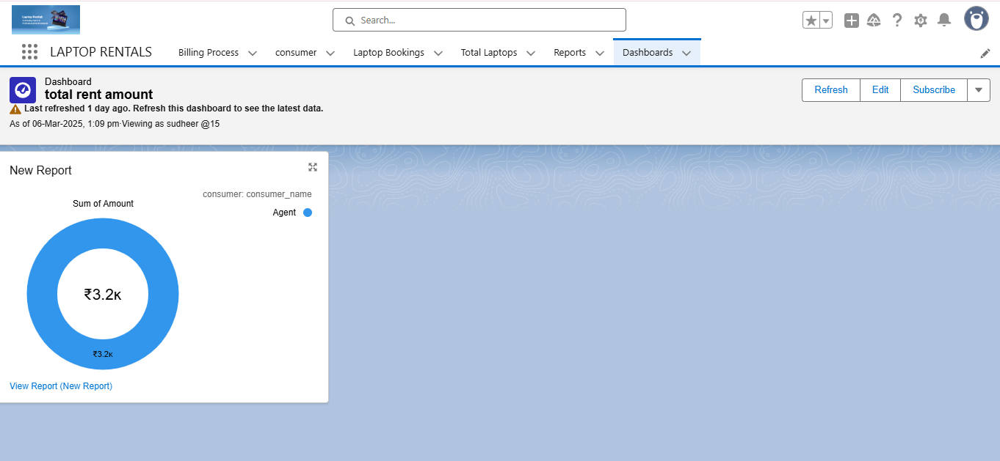 Laptop Rental
Search...
LAPTOP RENTALS
Billing Process
consumer
Laptop Bookings
Total Laptops
Reports
Dashboards
Dashboard
total rent amount
Last refreshed 1 day ago. Refresh this dashboard to see the latest data.
As of 06-Mar-2025, 1:09 pm·Viewing as sudheer @15
Refresh
Edit
Subscribe
New Report
consumer: consumer_name
Sum of Amount
Agent
₹3.2K
₹3.2K
View Report (New Report)